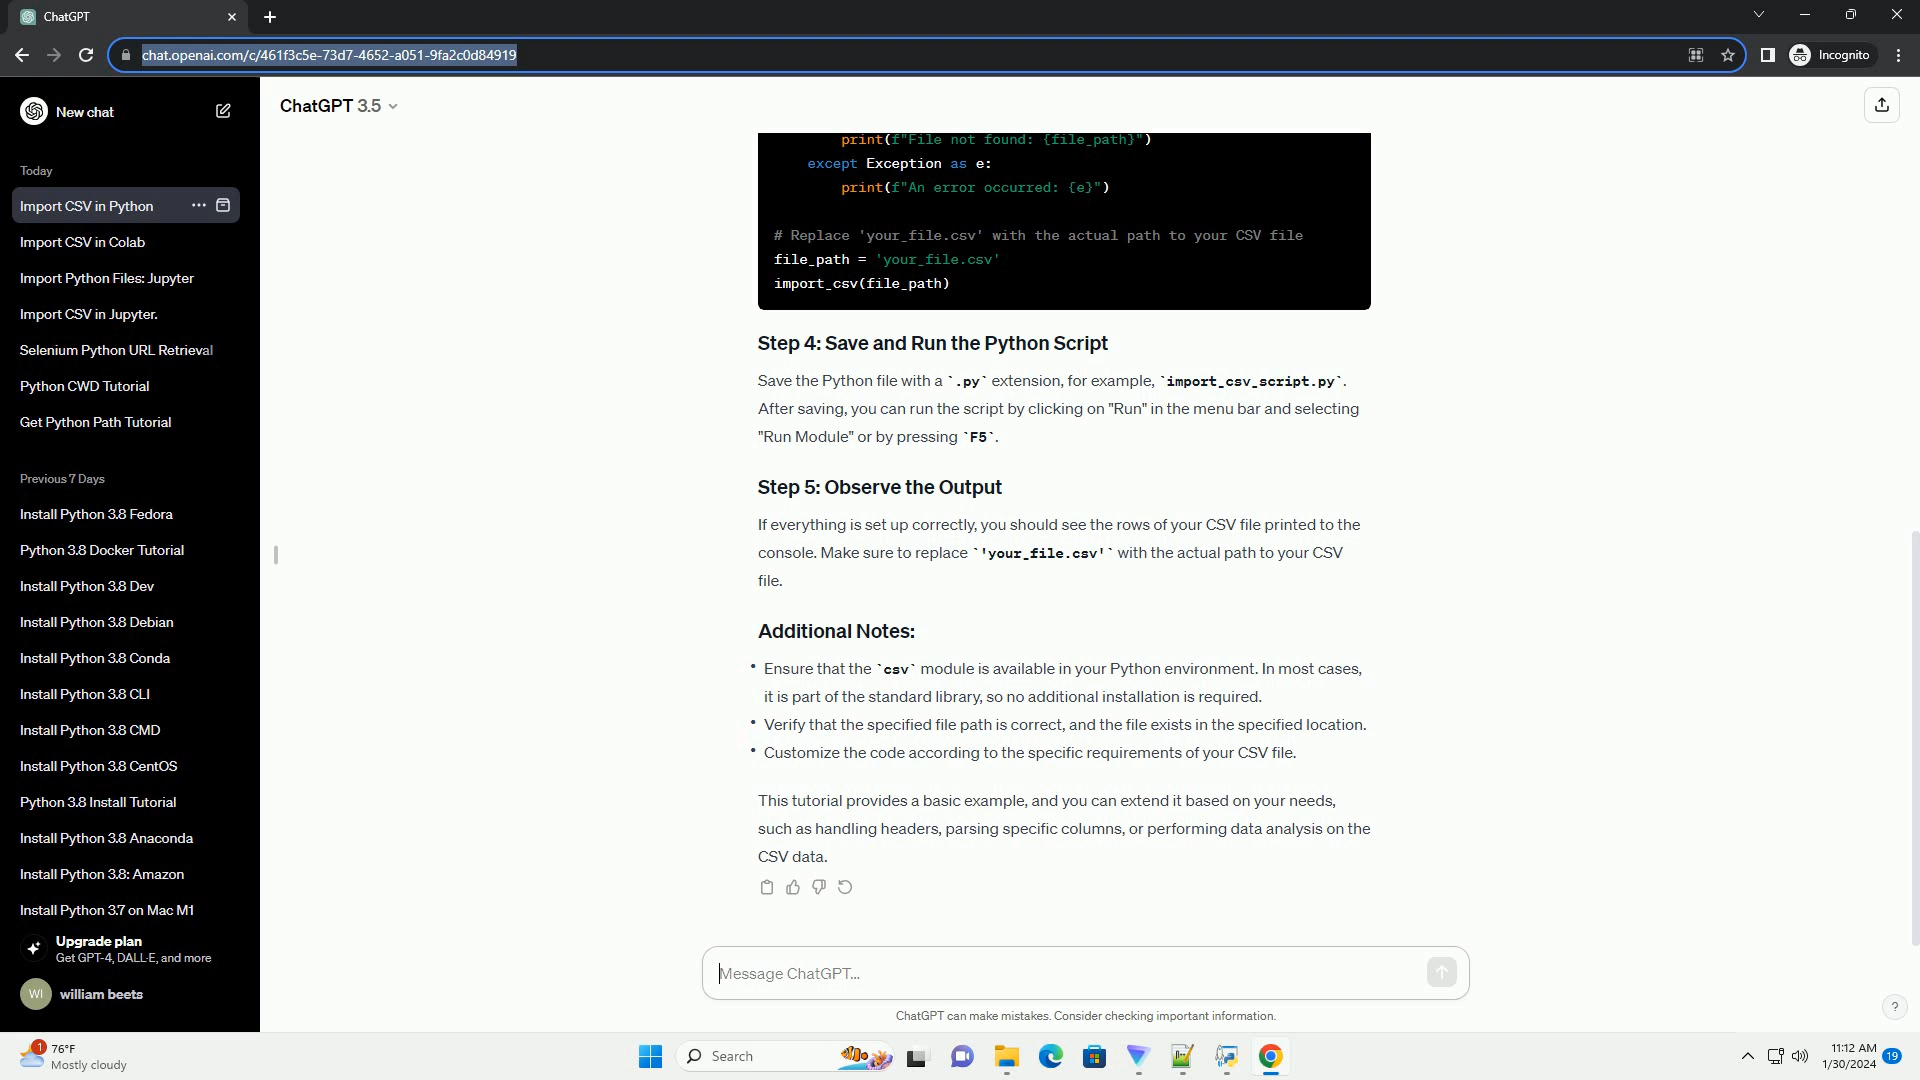 ChatGPT
chat.openai.com/c/461f3c5e-73d7-4652-a051-9fa2c0d84919
Incognito
New chat
ChatGPT 3.5
Today
Import CSV in Python
Import CSV in Colab
Import Python Files: Jupyter
Import CSV in Jupyter.
Selenium Python URL Retrieval
Python CWD Tutorial
Get Python Path Tutorial
Previous 7 Days
Install Python 3.8 Fedora
Python 3.8 Docker Tutorial
Install Python 3.8 Dev
Install Python 3.8 Debian
Install Python 3.8 Conda
Install Python 3.8 CLI
Install Python 3.8 CMD
Install Python 3.8 CentOS
Python 3.8 Install Tutorial
Install Python 3.8 Anaconda
Install Python 3.8: Amazon
Install Python 3.7 on Mac M1
Upgrade plan
Get GPT-4, DALL·E, and more
WI
william beets
print(f"File not found: {file_path}")
except Exception as e:
print(f"An error occurred: {e}")
# Replace 'your_file.csv' with the actual path to your CSV file
file_path = 'your_file.csv'
import_csv(file_path)
Step 4: Save and Run the Python Script
Save the Python file with a `.py` extension, for example, `import_csv_script.py`.
After saving, you can run the script by clicking on "Run" in the menu bar and selecting
"Run Module" or by pressing `F5`.
Step 5: Observe the Output
If everything is set up correctly, you should see the rows of your CSV file printed to the
console. Make sure to replace `'your_file.csv'` with the actual path to your CSV
file.
Additional Notes:
• Ensure that the `csv` module is available in your Python environment. In most cases,
it is part of the standard library, so no additional installation is required.
• Verify that the specified file path is correct, and the file exists in the specified location.
• Customize the code according to the specific requirements of your CSV file.
This tutorial provides a basic example, and you can extend it based on your needs,
such as handling headers, parsing specific columns, or performing data analysis on the
CSV data.
Message ChatGPT...
ChatGPT can make mistakes. Consider checking important information.
?
1
76°F
Mostly cloudy
Search
11:12 AM
1/30/2024
19